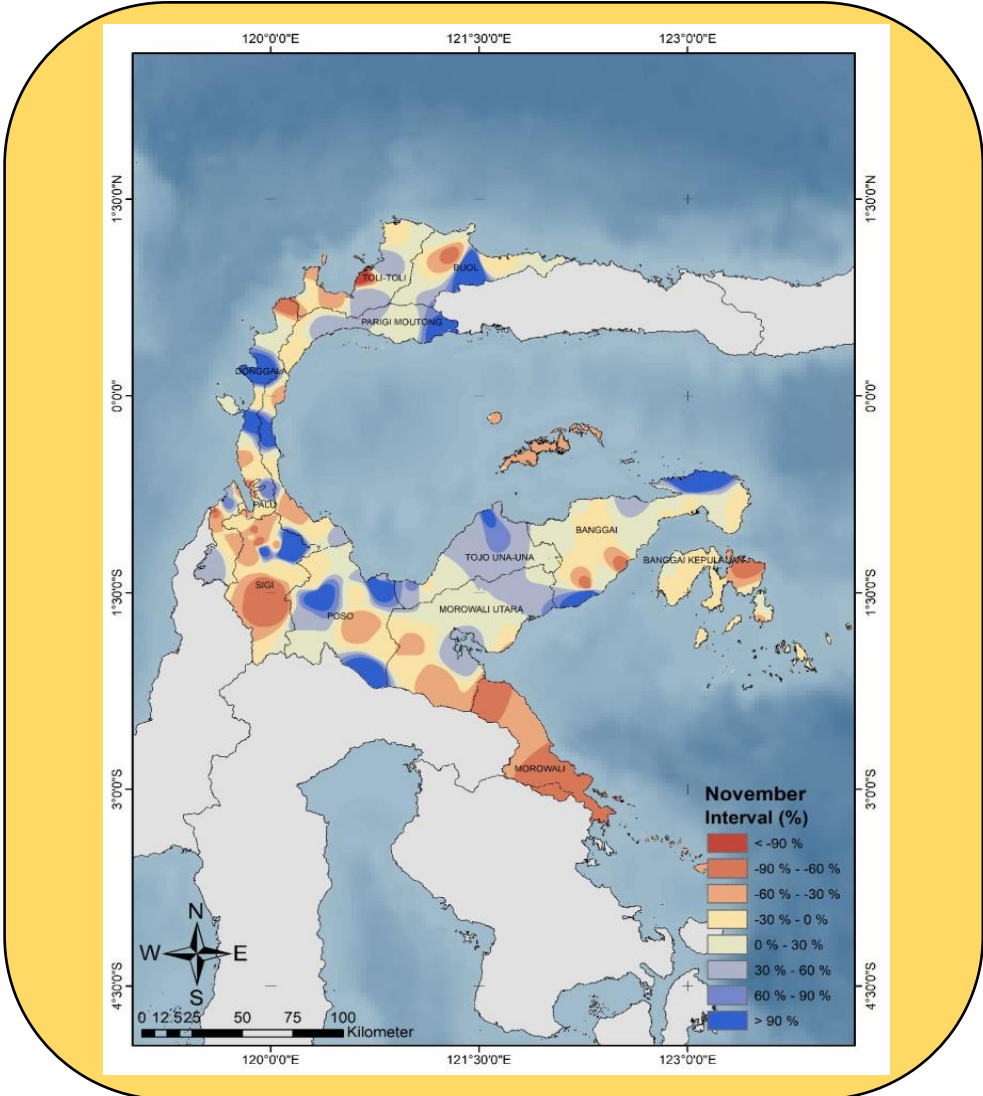 120°0'0"E 121°30'0"E 123°0'0"E
1°30'0"N 1°30'0"N
BUOL
TOLI-TOLI
PARIGI MOUTONG
DONGGALA
0°0'0" 0°0'0"
PALU
BANGGAI
TOJO UNA-UNA
BANGGAI KEPULAUAN
SIGI
1°30'0"S 1°30'0"S
MOROWALI UTARA
POSO
MOROWALI
3°0'0"S 3°0'0"S
November
Interval (%)
< -90 %
-90 % - -60 %
-60 % - -30 %
-30 % - 0 %
0 % - 30 %
30 % - 60 %
60 % - 90 %
> 90 %
N
W E
S
4°30'0"S 4°30'0"S
0 12.525 50 75 100
Kilometer
120°0'0"E 121°30'0"E 123°0'0"E